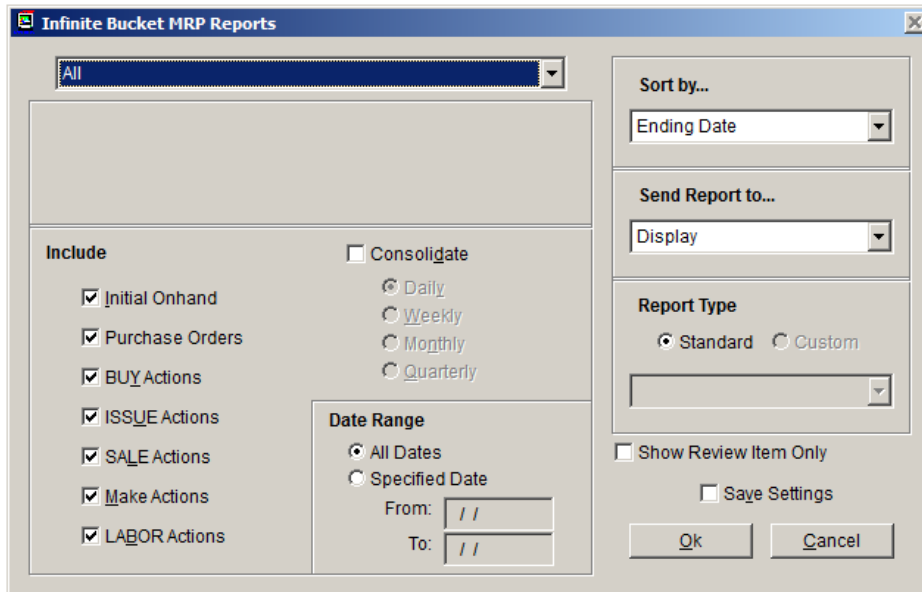 Infinite Bucket MRP Reports
All
Include
Initial Onhand
Purchase Orders
BUY Actions
ISSUE Actions
SALE Actions
Make Actions
LABOR Actions
Consolidate
Daily
Weekly
Monthly
Quarterly
Date Range
All Dates
Specified Date
From: / /
To: / /
Sort by...
Ending Date
Send Report to...
Display
Report Type
Standard Custom
Show Review Item Only
Save Settings
Ok Cancel